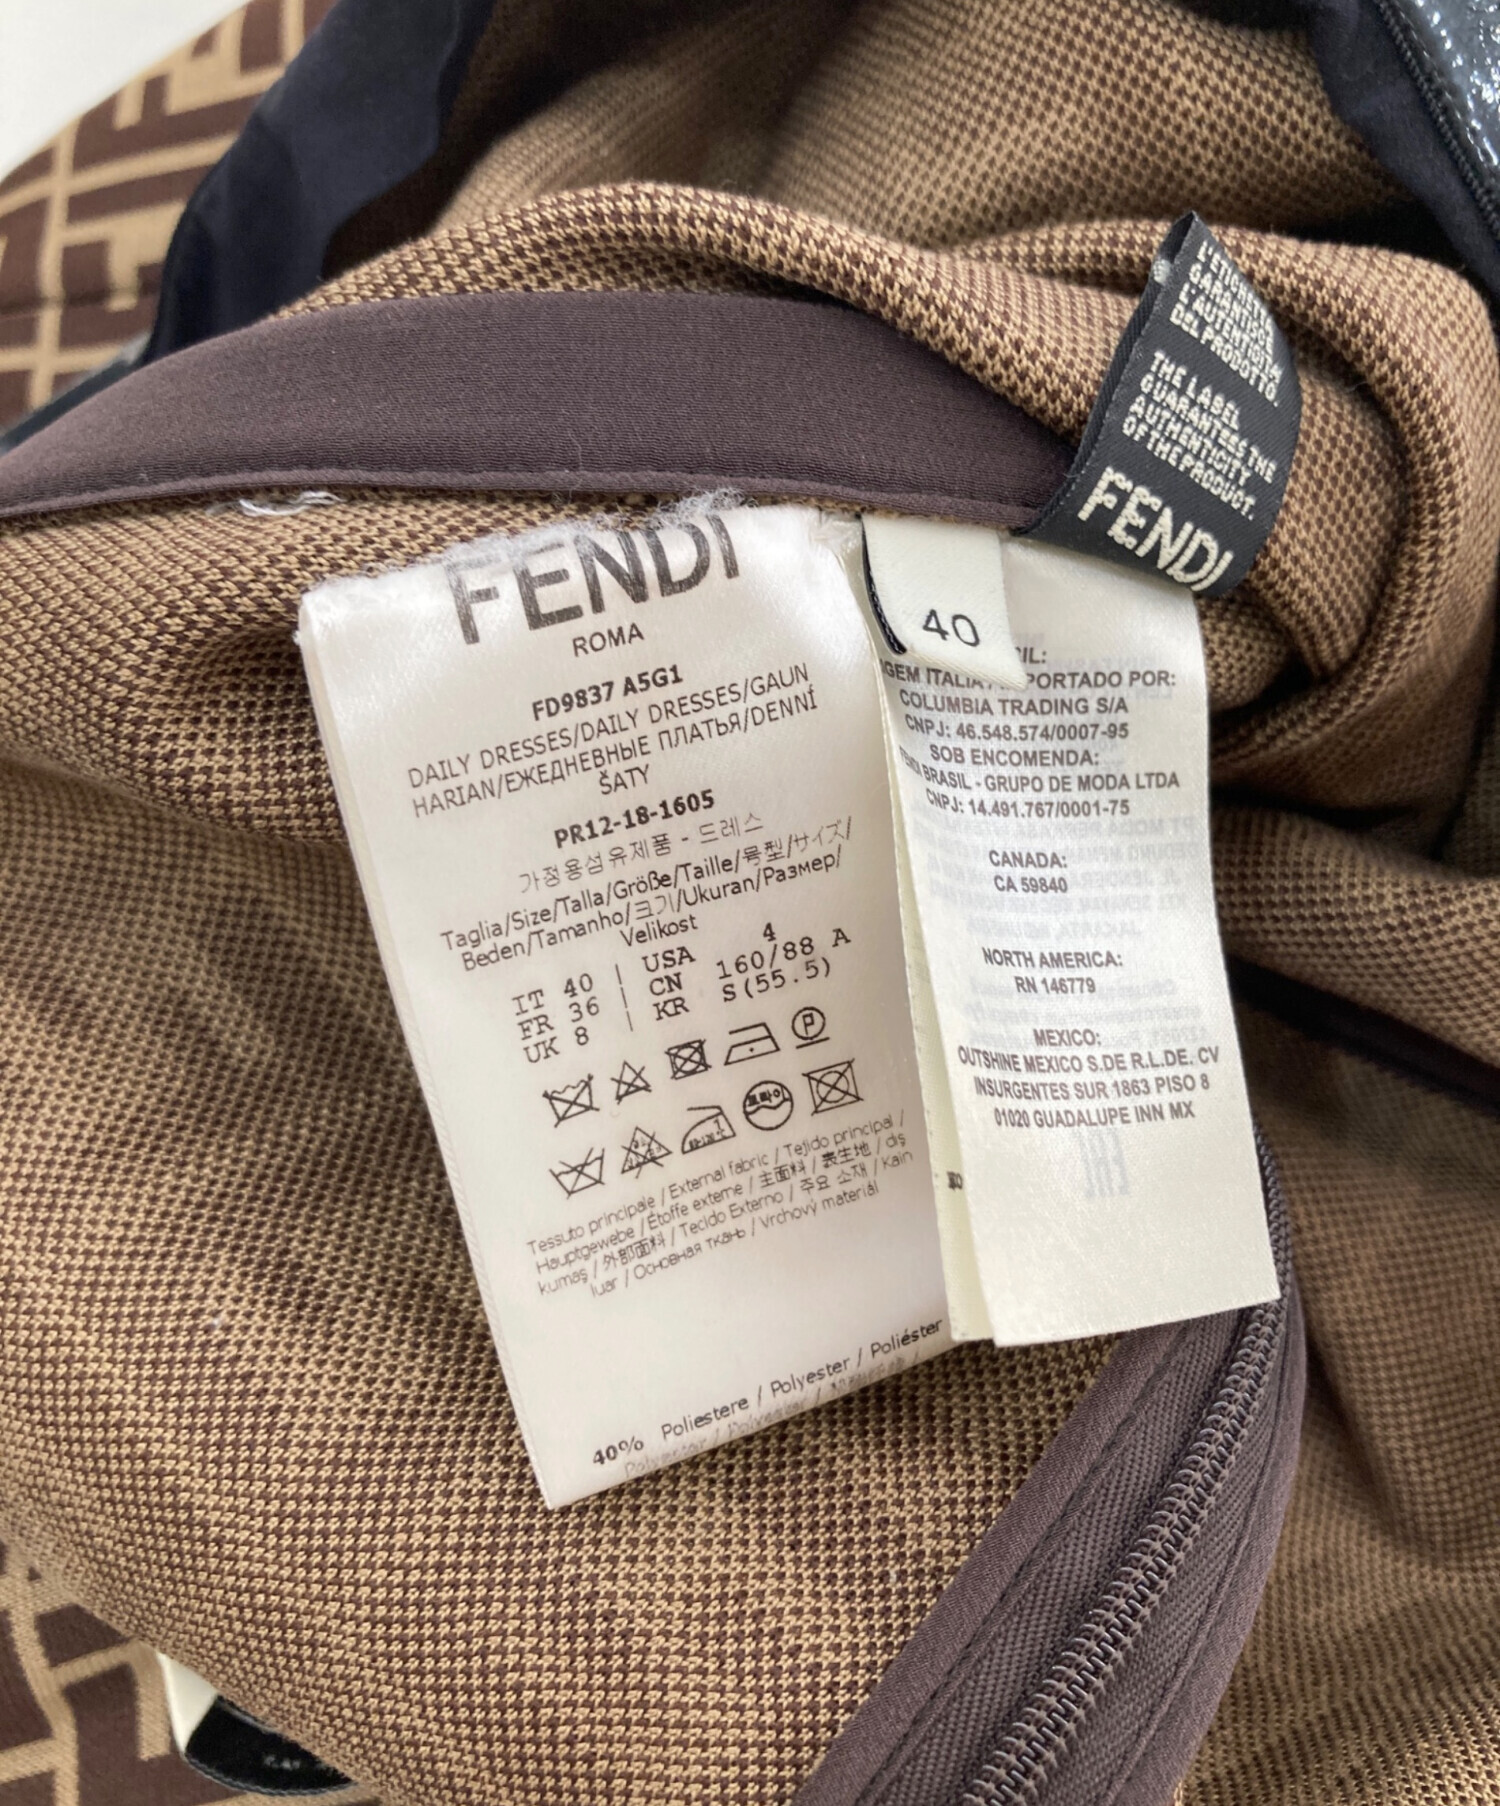 L'ETICHETTA
GARANTISCE
L'AUTENTICITÀ
DEL PRODOTTO.
THE LABEL
GUARANTEES THE
AUTHENTICITY
OF THE PRODUCT.
FENDI
FENDI
ROMA
FD9837 A5G1
DAILY DRESSES/DAILY DRESSES/GAUN
HARIAN/ЕЖЕДНЕВНЫЕ ПЛАТЬЯ/DENNÍ
ŠATY
PR12-18-1605
가정용섬유제품 - 드레스
Taglia/Size/Talla/Größe/Taille/号型/サイズ/
Beden/Tamanho/크기/Ukuran/Размер/
Velikost
IT 40 | USA 4
FR 36 | CN 160/88 A
UK 8 | KR S(55.5)
Tessuto principale / External fabric / Tejido principal /
Hauptgewebe / Étoffe externe / 主面料 / 表生地 / diş
kumaş / 外部面料 / Tecido Externo / 주요 소재 / Kain
luar / Основная ткань / Vrchový materiál
40% Poliestere / Polyester / Poliéster
40
IL:
GEM ITALIA / PORTADO POR:
COLUMBIA TRADING S/A
CNPJ: 46.548.574/0007-95
SOB ENCOMENDA:
FENDI BRASIL - GRUPO DE MODA LTDA
CNPJ: 14.491.767/0001-75
CANADA:
CA 59840
NORTH AMERICA:
RN 146779
MEXICO:
OUTSHINE MEXICO S.DE R.L.DE. CV
INSURGENTES SUR 1863 PISO 8
01020 GUADALUPE INN MX